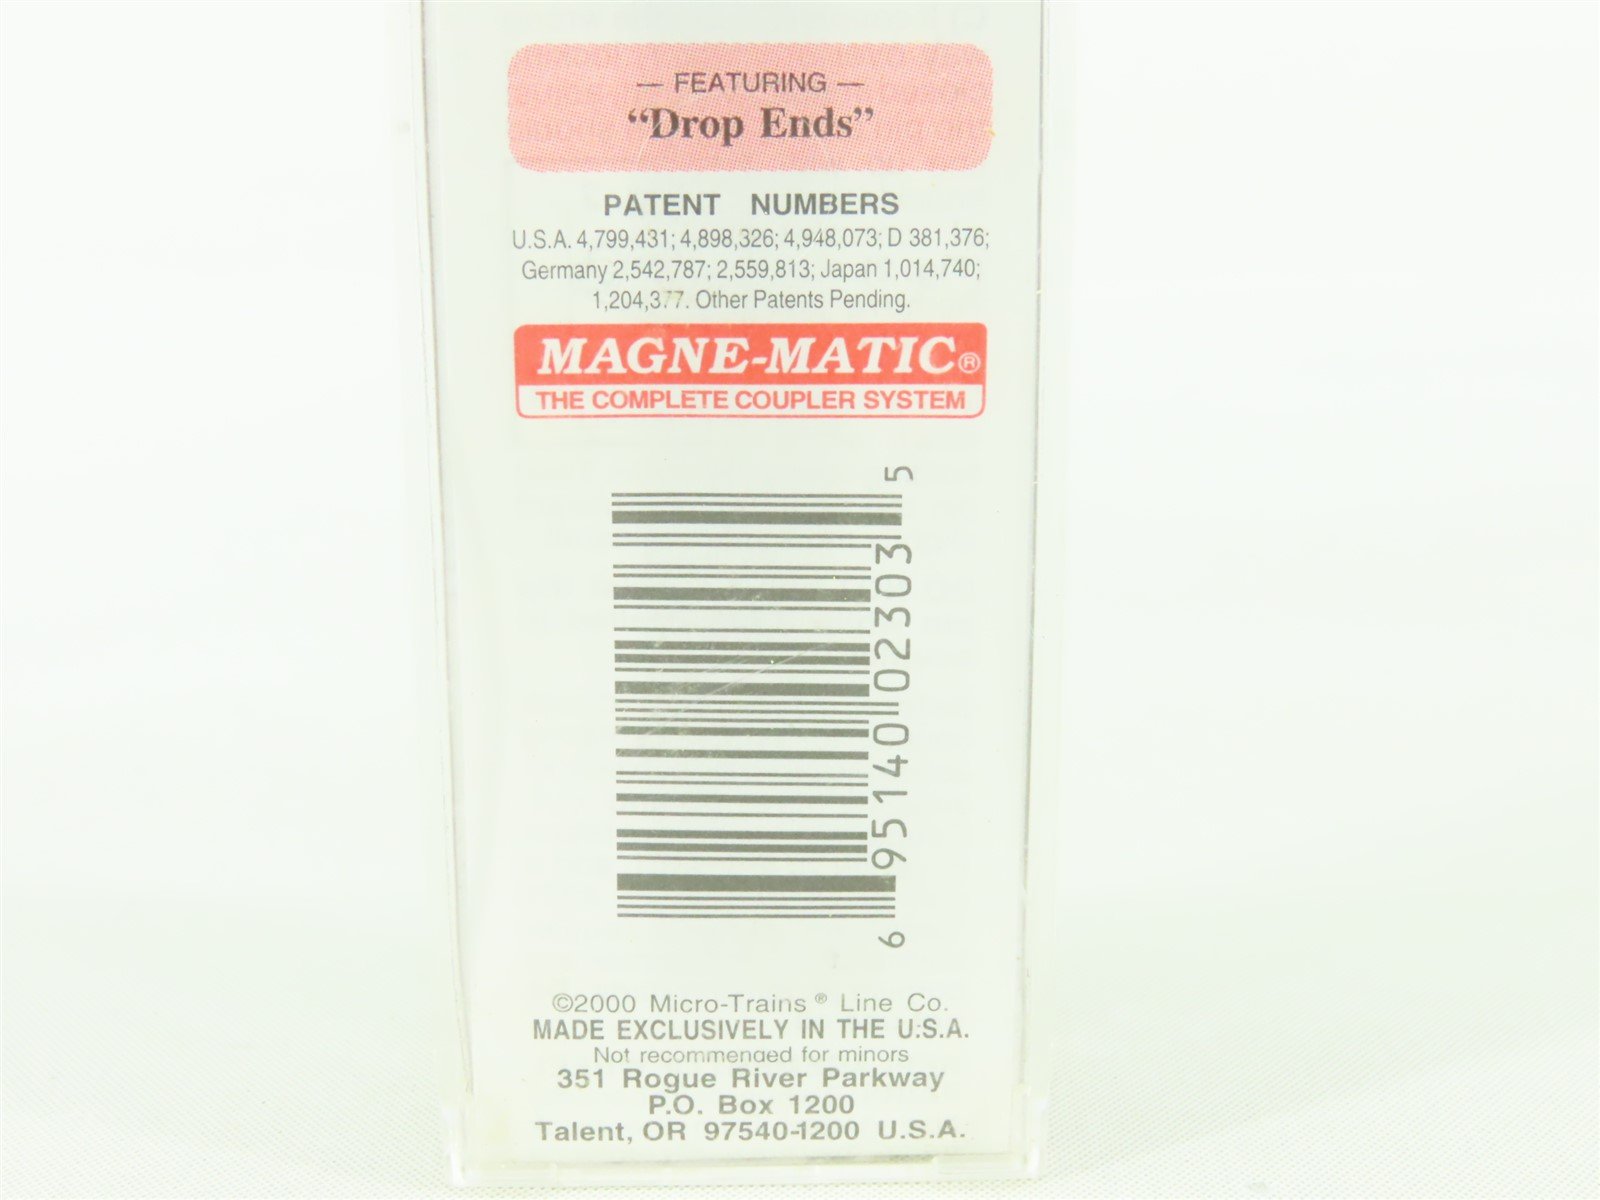 — FEATURING —
“Drop Ends”
PATENT NUMBERS
U.S.A. 4,799,431; 4,898,326; 4,948,073; D 381,376;
Germany 2,542,787; 2,559,813; Japan 1,014,740;
1,204,377. Other Patents Pending.
MAGNE-MATIC®
THE COMPLETE COUPLER SYSTEM
6 95140 02303 5
©2000 Micro-Trains® Line Co.
MADE EXCLUSIVELY IN THE U.S.A.
Not recommended for minors
351 Rogue River Parkway
P.O. Box 1200
Talent, OR 97540-1200 U.S.A.